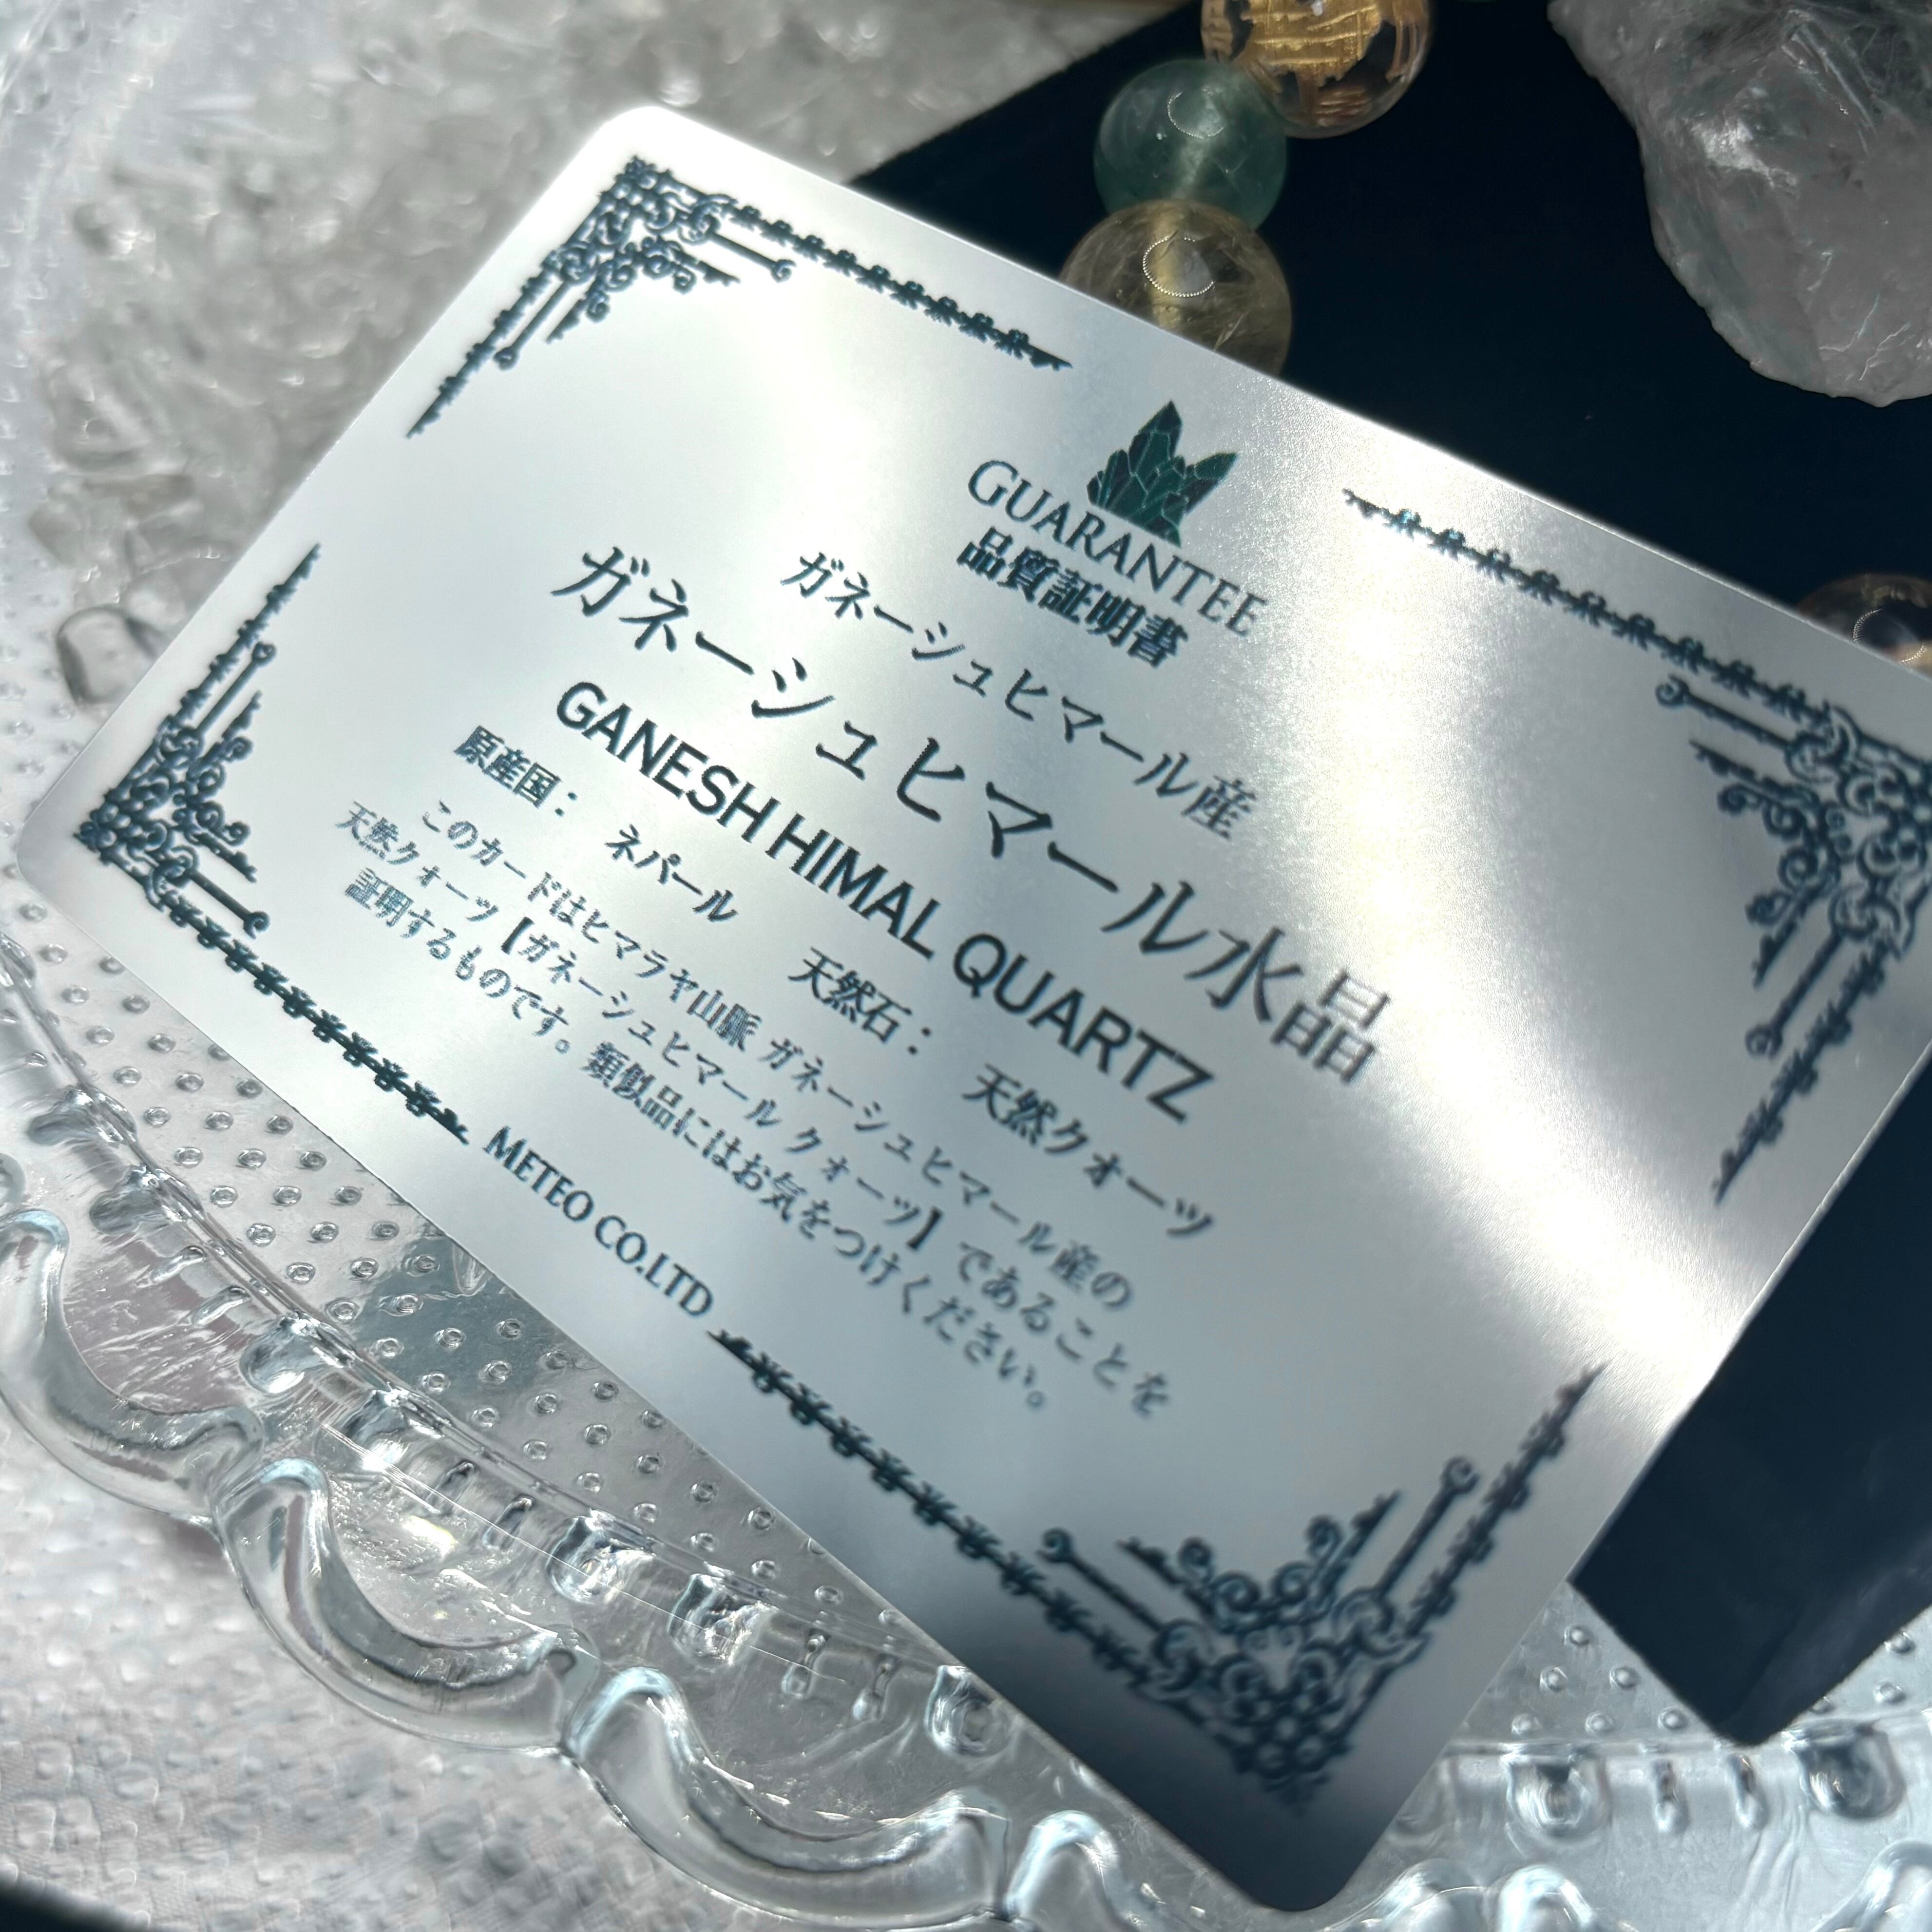 GUARANTEE
品質証明書
ガネーシュヒマール産
ガネーシュヒマール水晶
GANESH HIMAL QUARTZ
原産国: ネパール 天然石: 天然クォーツ
このカードはヒマラヤ山脈 ガネーシュヒマール産の
天然クォーツ【ガネーシュヒマール クォーツ】であることを
証明するものです。類似品にはお気をつけください。
METEO CO.LTD